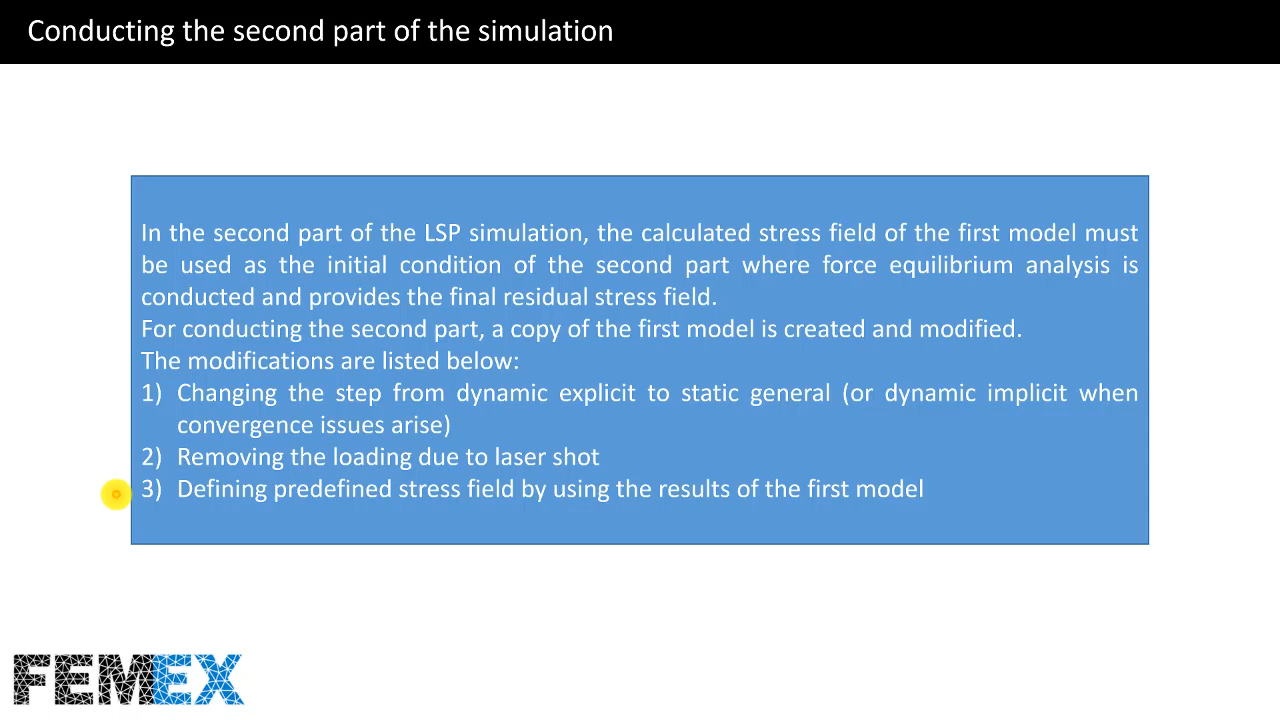 Conducting the second part of the simulation
In the second part of the LSP simulation, the calculated stress field of the first model must
be used as the initial condition of the second part where force equilibrium analysis is
conducted and provides the final residual stress field.
For conducting the second part, a copy of the first model is created and modified.
The modifications are listed below:
1) Changing the step from dynamic explicit to static general (or dynamic implicit when
convergence issues arise)
2) Removing the loading due to laser shot
3) Defining predefined stress field by using the results of the first model
FEMEX